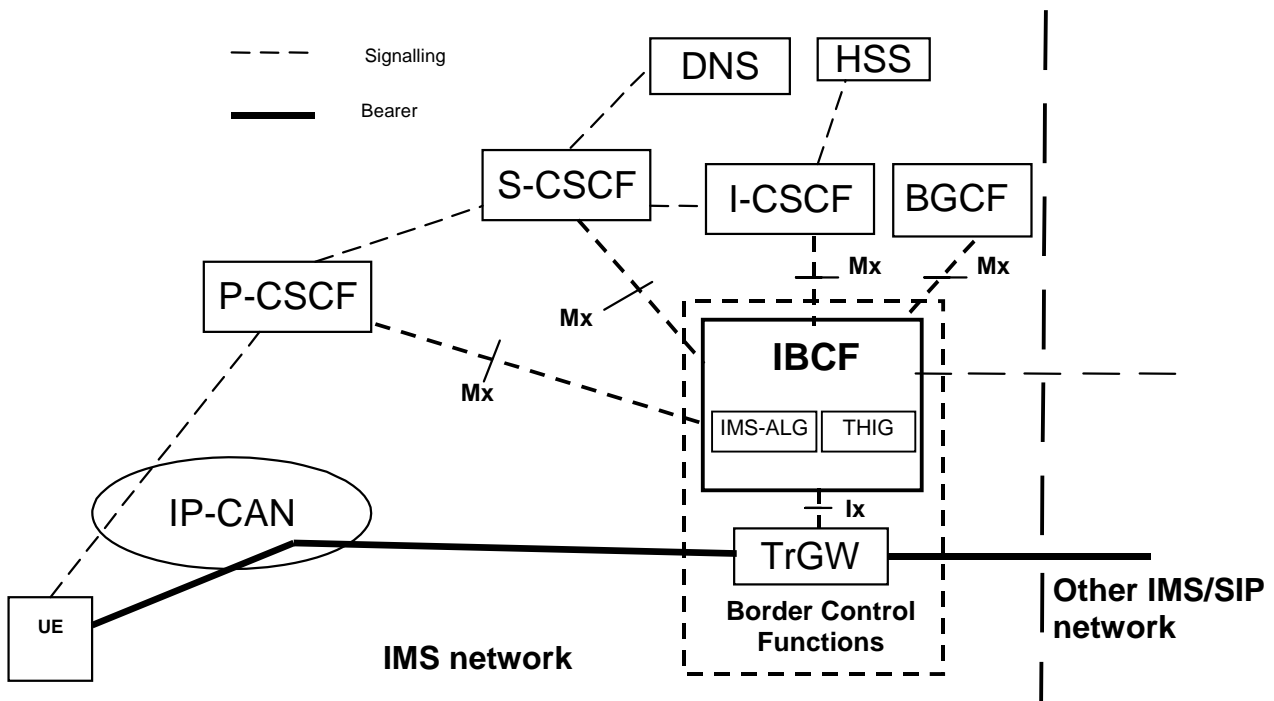 Signalling
Bearer
DNS
HSS
S-CSCF
I-CSCF
BGCF
P-CSCF
Mx
Mx
Mx
Mx
IBCF
IMS-ALG
THIG
IP-CAN
Ix
TrGW
UE
Border Control
Functions
Other IMS/SIP
network
IMS network